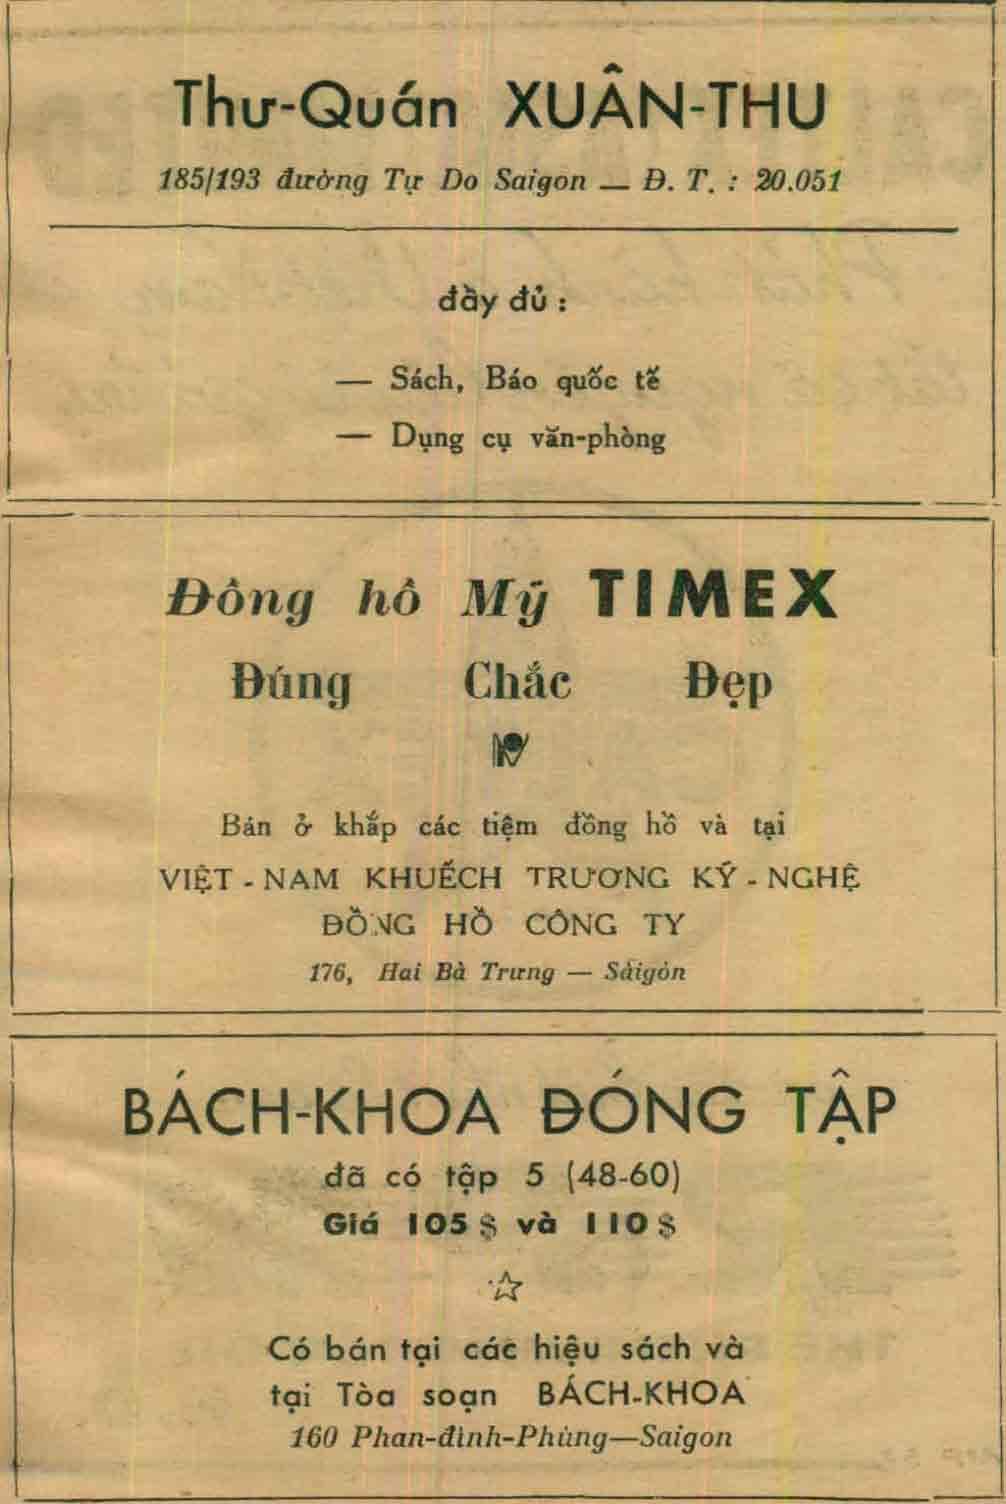 Thư-Quán XUÂN-THU
185/193 đường Tự Do Saigon — Đ. T. : 20.051
đầy đủ :
— Sách, Báo quốc tế
— Dụng cụ văn-phòng
Đông hô Mỹ TIMEX
Đúng Chắc Đẹp
Bán ở khắp các tiệm đồng hồ và tại
VIỆT - NAM KHUẾCH TRƯƠNG KỸ - NGHỆ
ĐỒNG HỒ CÔNG TY
176, Hai Bà Trưng — Sàigòn
BÁCH-KHOA ĐÓNG TẬP
đã có tập 5 (48-60)
Giá 105$ và 110$
Có bán tại các hiệu sách và
tại Tòa soạn BÁCH-KHOA
160 Phan-đình-Phùng—Saigon